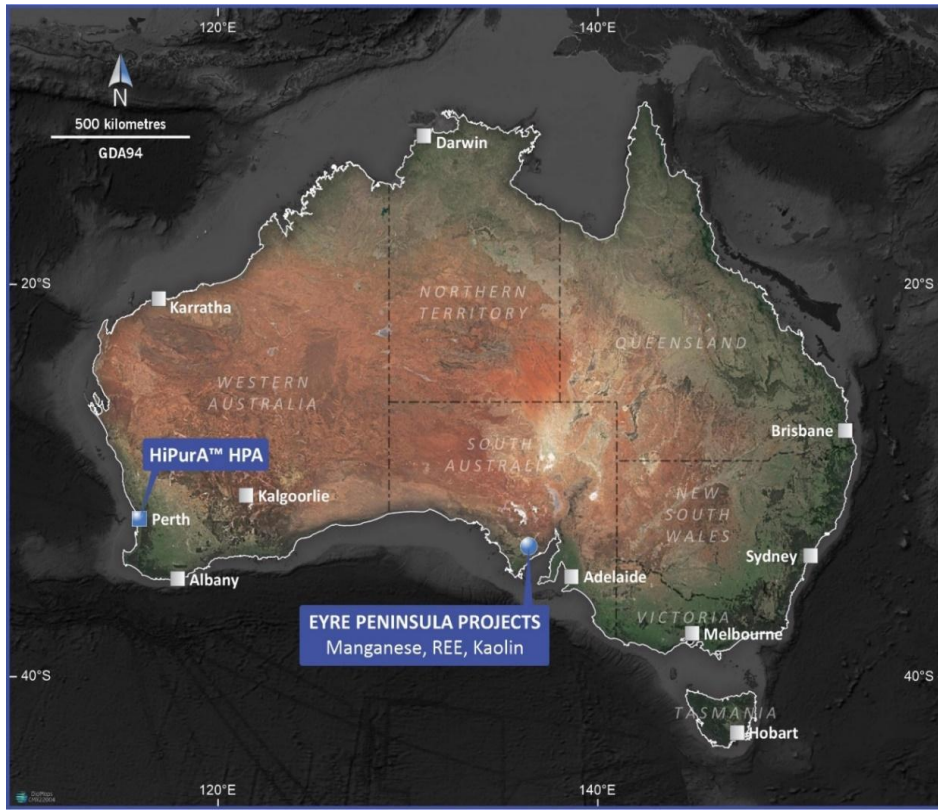 120°E
140°E
N
500 kilometres
GDA94
Darwin
20°S
20°S
Karratha
NORTHERN
TERRITORY
QUEENSLAND
WESTERN
AUSTRALIA
Brisbane
HiPurA™ HPA
SOUTH
AUSTRALIA
Kalgoorlie
NEW
SOUTH
WALES
Perth
Sydney
Albany
Adelaide
EYRE PENINSULA PROJECTS
Manganese, REE, Kaolin
VICTORIA
Melbourne
40°S
40°S
TASMANIA
Hobart
120°E
140°E